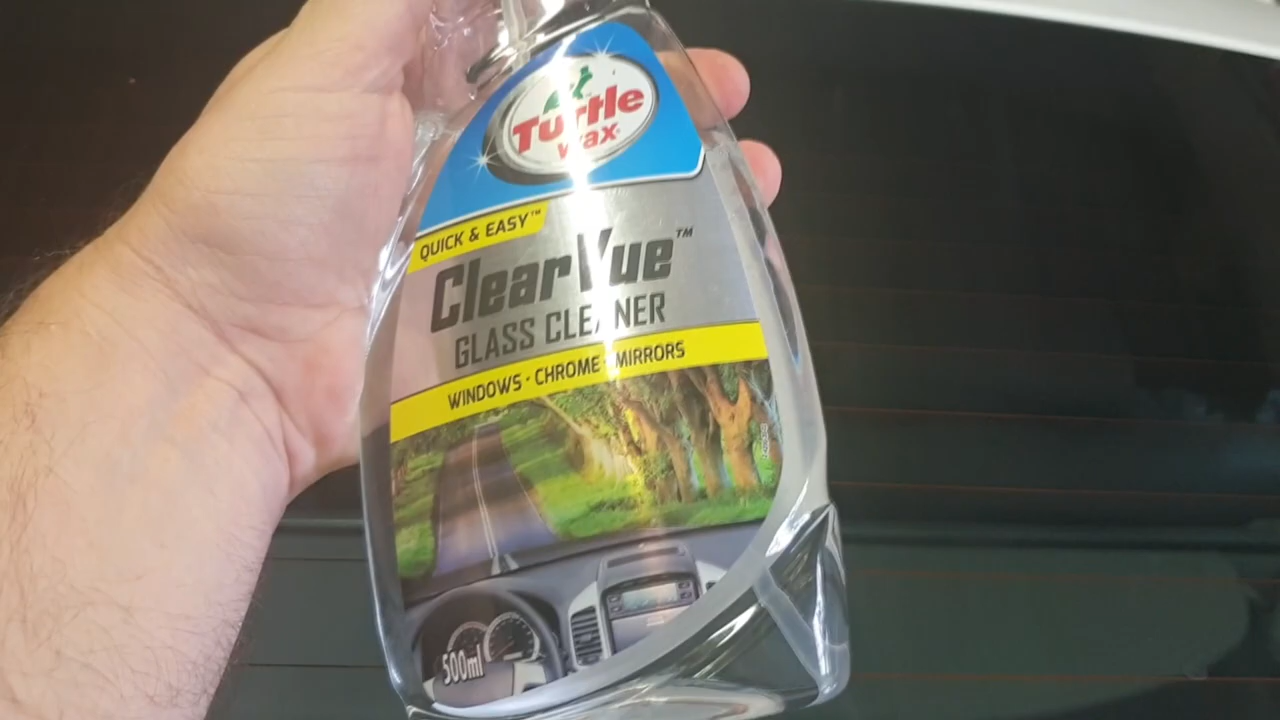 Turtle
wax
QUICK & EASY™
ClearVue™
GLASS CLEANER
WINDOWS · CHROME · MIRRORS
500ml